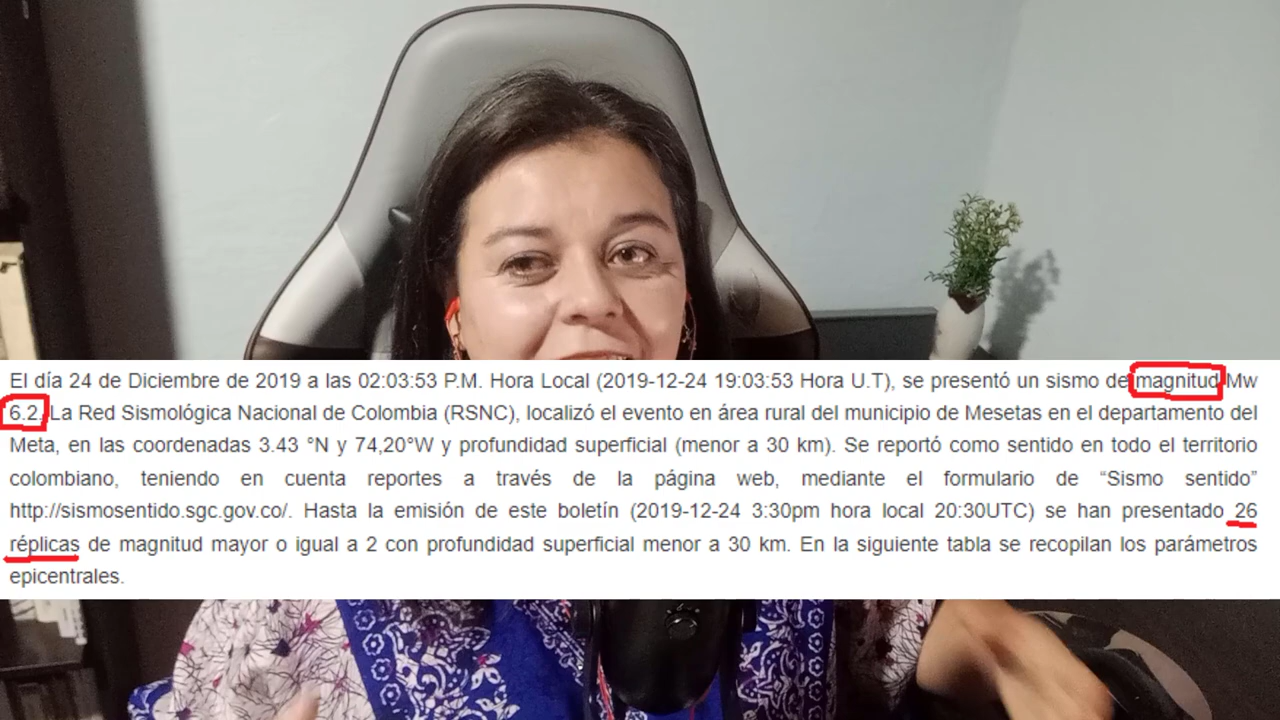 El día 24 de Diciembre de 2019 a las 02:03:53 P.M. Hora Local (2019-12-24 19:03:53 Hora U.T), se presentó un sismo de magnitud Mw
6.2, La Red Sismológica Nacional de Colombia (RSNC), localizó el evento en área rural del municipio de Mesetas en el departamento del
Meta, en las coordenadas 3.43 °N y 74,20°W y profundidad superficial (menor a 30 km). Se reportó como sentido en todo el territorio
colombiano, teniendo en cuenta reportes a través de la página web, mediante el formulario de “Sismo sentido”
http://sismosentido.sgc.gov.co/. Hasta la emisión de este boletín (2019-12-24 3:30pm hora local 20:30UTC) se han presentado 26
réplicas de magnitud mayor o igual a 2 con profundidad superficial menor a 30 km. En la siguiente tabla se recopilan los parámetros
epicentrales.